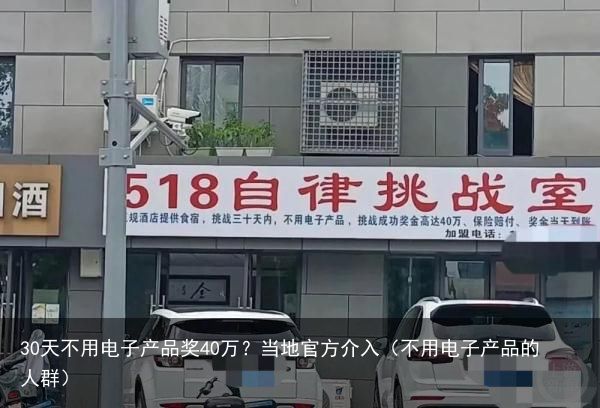 518自律挑战室
规酒店提供食宿，挑战三十天内，不用电子产品，挑战成功奖金高达40万、保险赔付、奖金当天到账
加盟电话：
酒
30天不用电子产品奖40万？当地官方介入（不用电子产品的
人群）